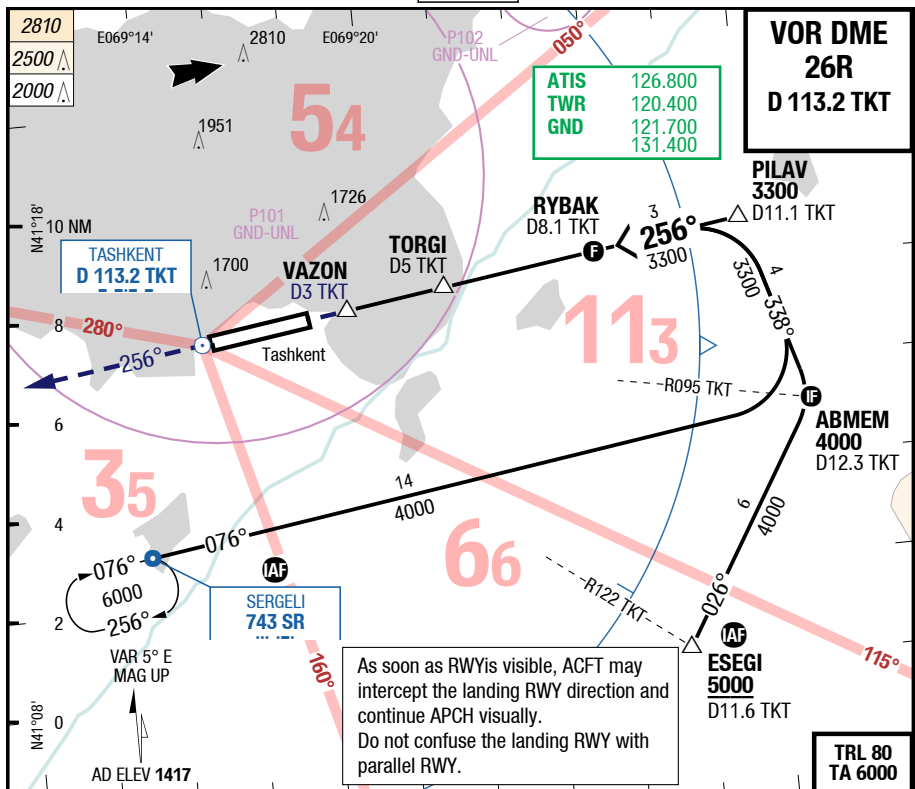 2810
2500
2000
E069°14'
2810
E069°20'
P102
GND-UNL
050°
VOR DME
26R
D 113.2 TKT
ATIS 126.800
TWR 120.400
GND 121.700
131.400
54
1951
1726
P101
GND-UNL
1700
N41°18'
10 NM
8
6
4
2
0
N41°08'
TASHKENT
D 113.2 TKT
VAZON
D3 TKT
TORGI
D5 TKT
RYBAK
D8.1 TKT
F
3
256°
3300
PILAV
3300
D11.1 TKT
4
3300
338°
113
280°
256°
Tashkent
R095 TKT
IF
ABMEM
4000
D12.3 TKT
35
14
4000
6
4000
66
076°
076°
6000
256°
IAF
SERGELI
743 SR
026°
R122 TKT
IAF
ESEGI
5000
D11.6 TKT
115°
160°
VAR 5° E
MAG UP
AD ELEV 1417
As soon as RWYis visible, ACFT may
intercept the landing RWY direction and
continue APCH visually.
Do not confuse the landing RWY with
parallel RWY.
TRL 80
TA 6000